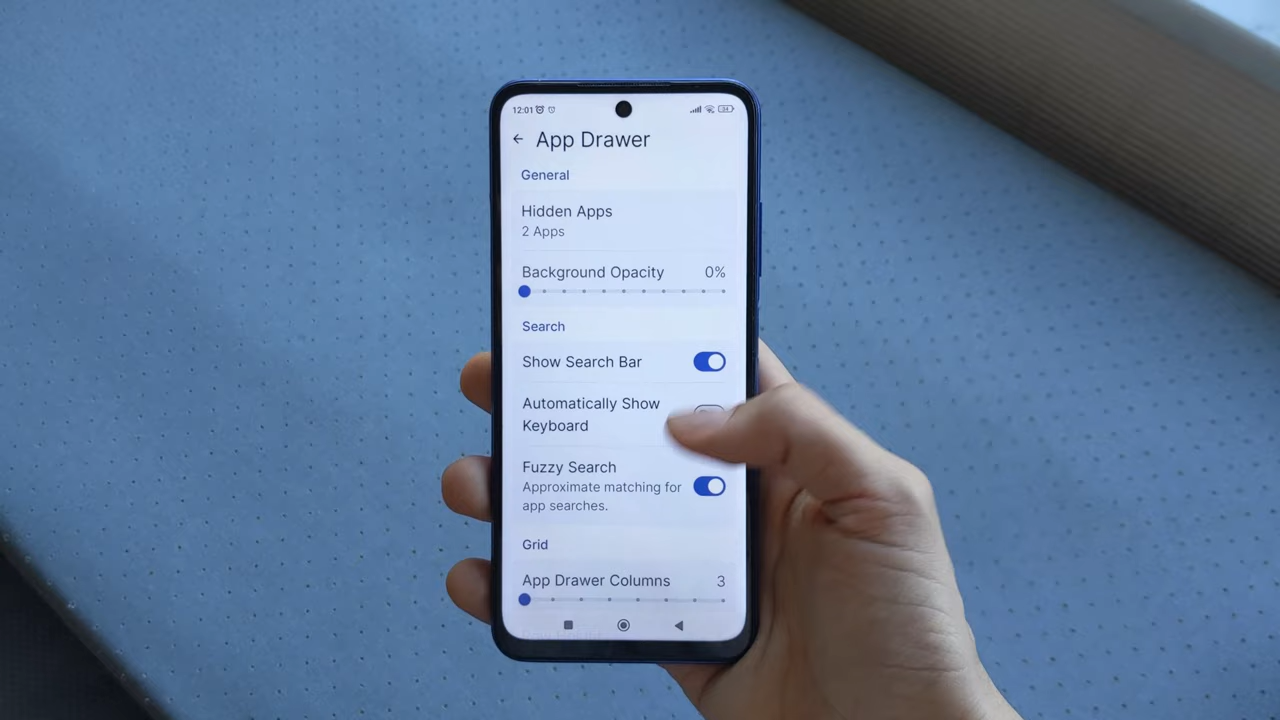 12:01
App Drawer
General
Hidden Apps
2 Apps
Background Opacity 0%
Search
Show Search Bar
Automatically Show
Keyboard
Fuzzy Search
Approximate matching for
app searches.
Grid
App Drawer Columns 3